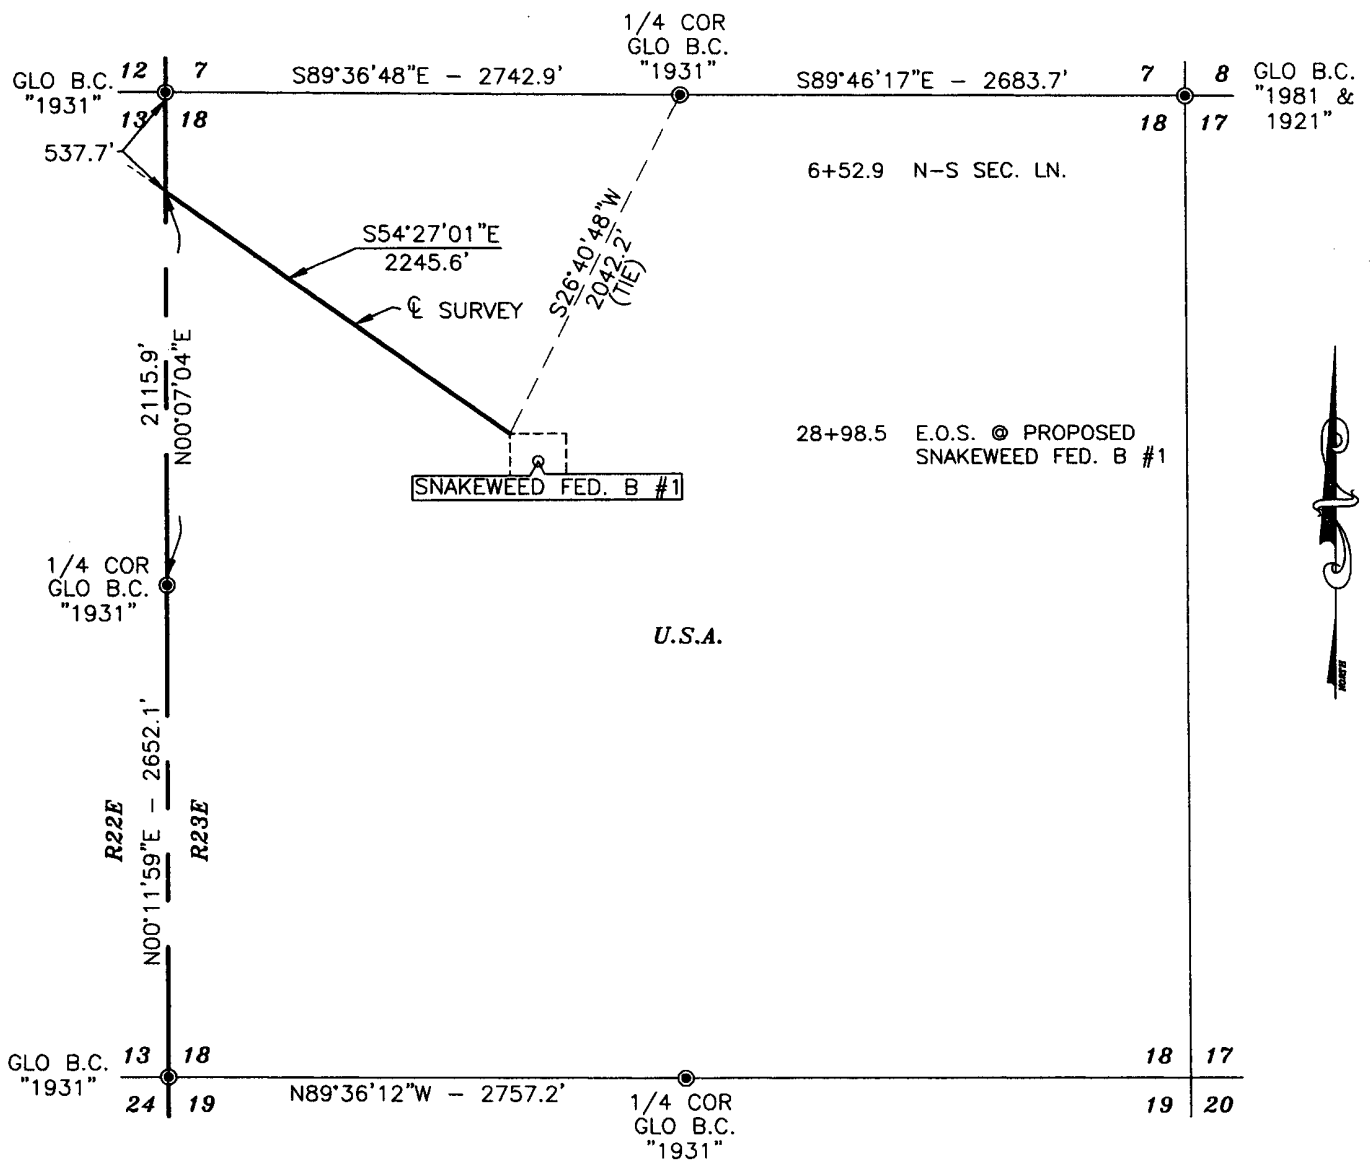 1/4 COR
GLO B.C.
"1931"
12 7
GLO B.C.
"1931"
13 18
S89°36'48"E - 2742.9'
S89°46'17"E - 2683.7'
7 8
GLO B.C.
"1981 &
1921"
18 17
537.7'
6+52.9 N-S SEC. LN.
S54°27'01"E
2245.6'
S26°40'48"W
2042.2'
(TIE)
℄ SURVEY
2115.9'
N00°07'04"E
28+98.5 E.O.S. @ PROPOSED
SNAKEWEED FED. B #1
SNAKEWEED FED. B #1
1/4 COR
GLO B.C.
"1931"
U.S.A.
NORTH
N00°11'59"E - 2652.1'
R22E
R23E
GLO B.C.
"1931"
13 18
24 19
N89°36'12"W - 2757.2'
1/4 COR
GLO B.C.
"1931"
18 17
19 20